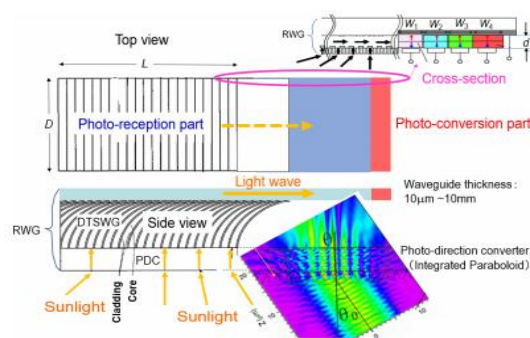 Top view
RWG
W1 W2 W3 W4
d
L
Cross-section
D
Photo-reception part
Photo-conversion part
Light wave
Waveguide thickness :
10μm ~10mm
RWG
DTSWG
Side view
Photo-direction converter
(Integrated Paraboloid)
PDC
Sunlight
Cladding
Core
Sunlight
θ0